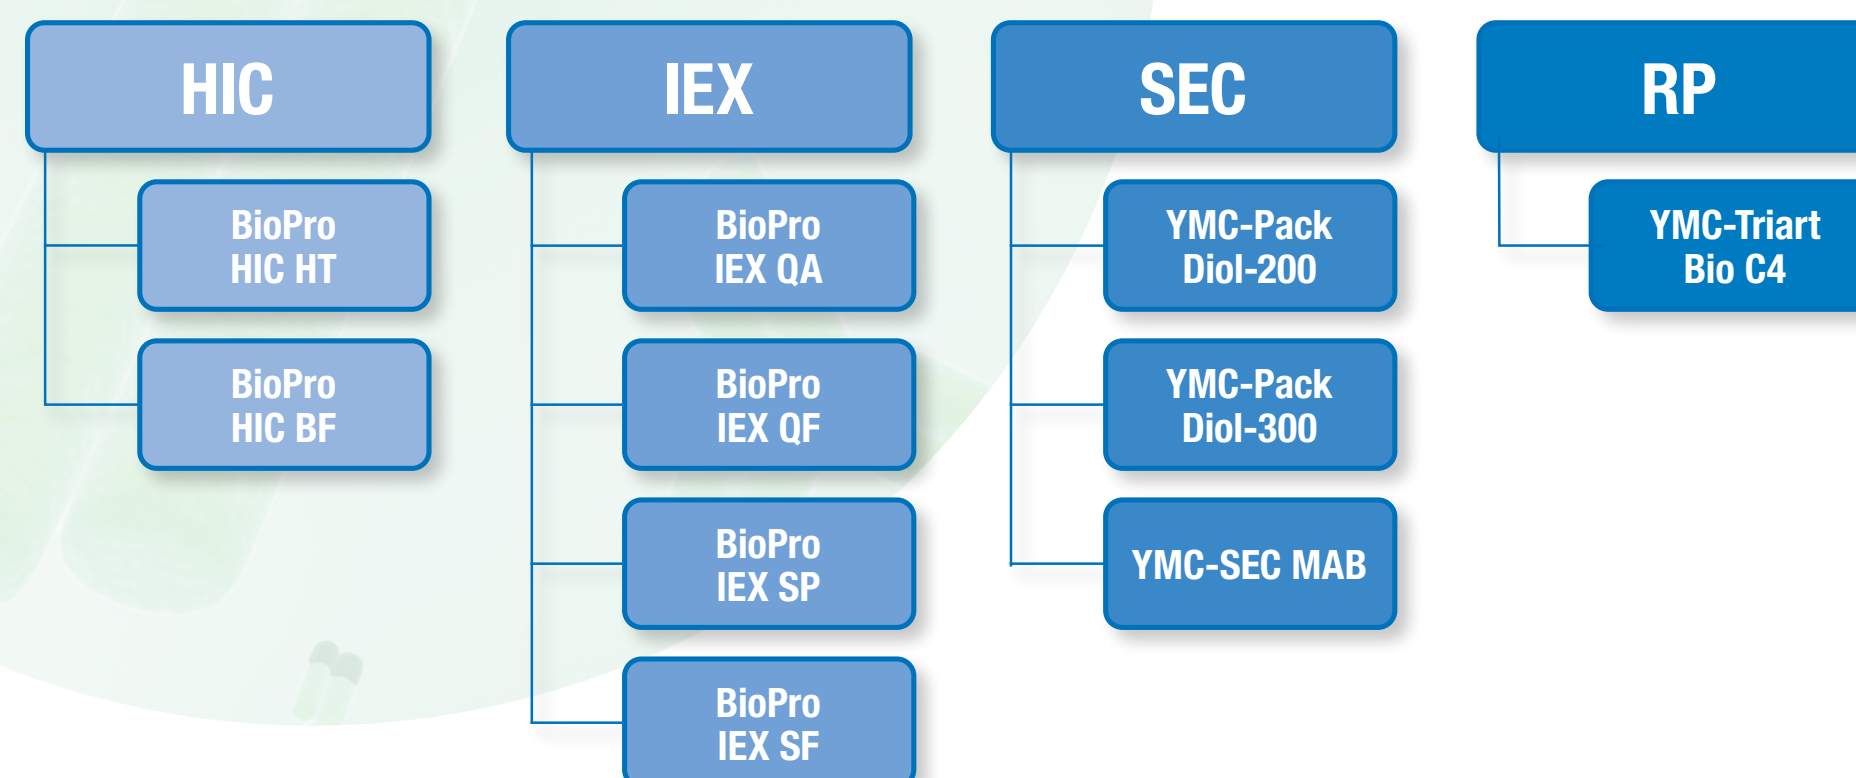 HIC
BioPro
HIC HT
BioPro
HIC BF
IEX
BioPro
IEX QA
BioPro
IEX QF
BioPro
IEX SP
BioPro
IEX SF
SEC
YMC-Pack
Diol-200
YMC-Pack
Diol-300
YMC-SEC MAB
RP
YMC-Triart
Bio C4